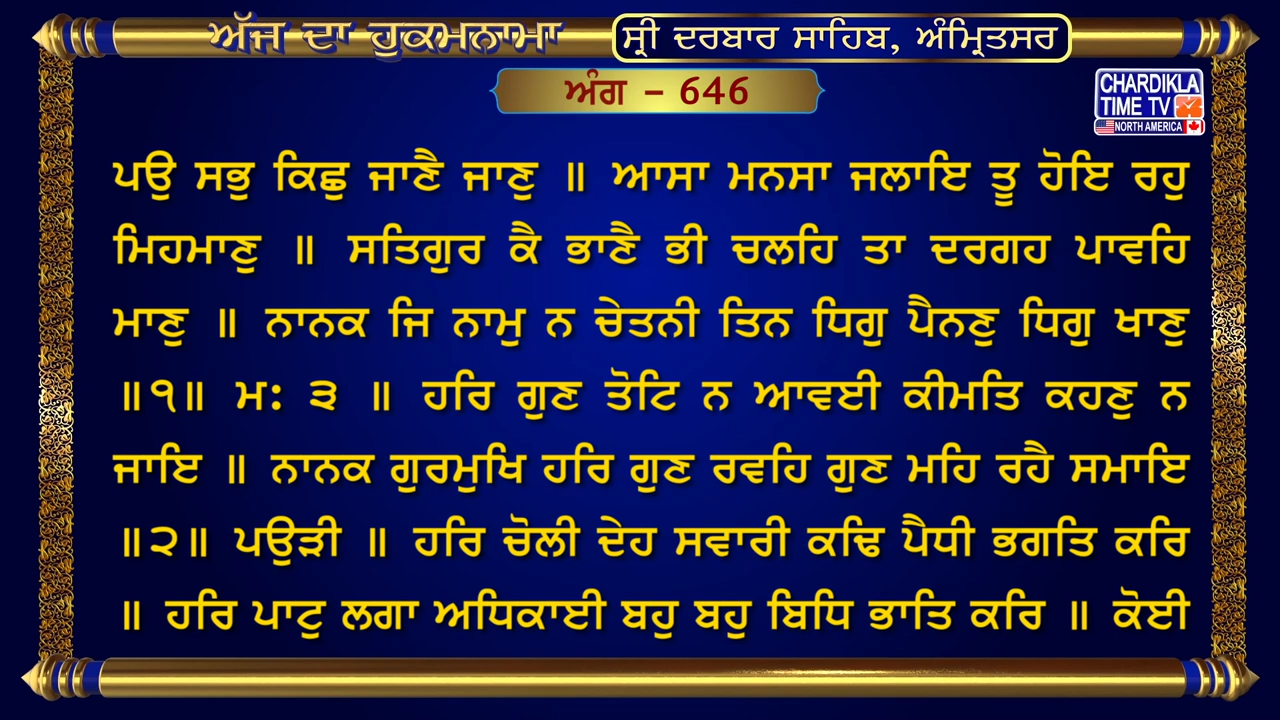 ਅੱਜ ਦਾ ਹੁਕਮਨਾਮਾ
ਸ੍ਰੀ ਦਰਬਾਰ ਸਾਹਿਬ, ਅੰਮ੍ਰਿਤਸਰ
ਅੰਗ – 646
CHARDIKLA
TIME TV
NORTH AMERICA
ਪਉ ਸਭੁ ਕਿਛੁ ਜਾਣੈ ਜਾਣੁ ॥ ਆਸਾ ਮਨਸਾ ਜਲਾਇ ਤੂ ਹੋਇ ਰਹੁ
ਮਿਹਮਾਣੁ ॥ ਸਤਿਗੁਰ ਕੈ ਭਾਣੈ ਭੀ ਚਲਹਿ ਤਾ ਦਰਗਹ ਪਾਵਹਿ
ਮਾਣੁ ॥ ਨਾਨਕ ਜਿ ਨਾਮੁ ਨ ਚੇਤਨੀ ਤਿਨ ਧਿਗੁ ਪੈਨਣੁ ਧਿਗੁ ਖਾਣੁ
॥੧॥ ਮ: ੩ ॥ ਹਰਿ ਗੁਣ ਤੋਟਿ ਨ ਆਵਈ ਕੀਮਤਿ ਕਹਣੁ ਨ
ਜਾਇ ॥ ਨਾਨਕ ਗੁਰਮੁਖਿ ਹਰਿ ਗੁਣ ਰਵਹਿ ਗੁਣ ਮਹਿ ਰਹੈ ਸਮਾਇ
॥੨॥ ਪਉੜੀ ॥ ਹਰਿ ਚੋਲੀ ਦੇਹ ਸਵਾਰੀ ਕਢਿ ਪੈਧੀ ਭਗਤਿ ਕਰਿ
॥ ਹਰਿ ਪਾਟੁ ਲਗਾ ਅਧਿਕਾਈ ਬਹੁ ਬਹੁ ਬਿਧਿ ਭਾਤਿ ਕਰਿ ॥ ਕੋਈ